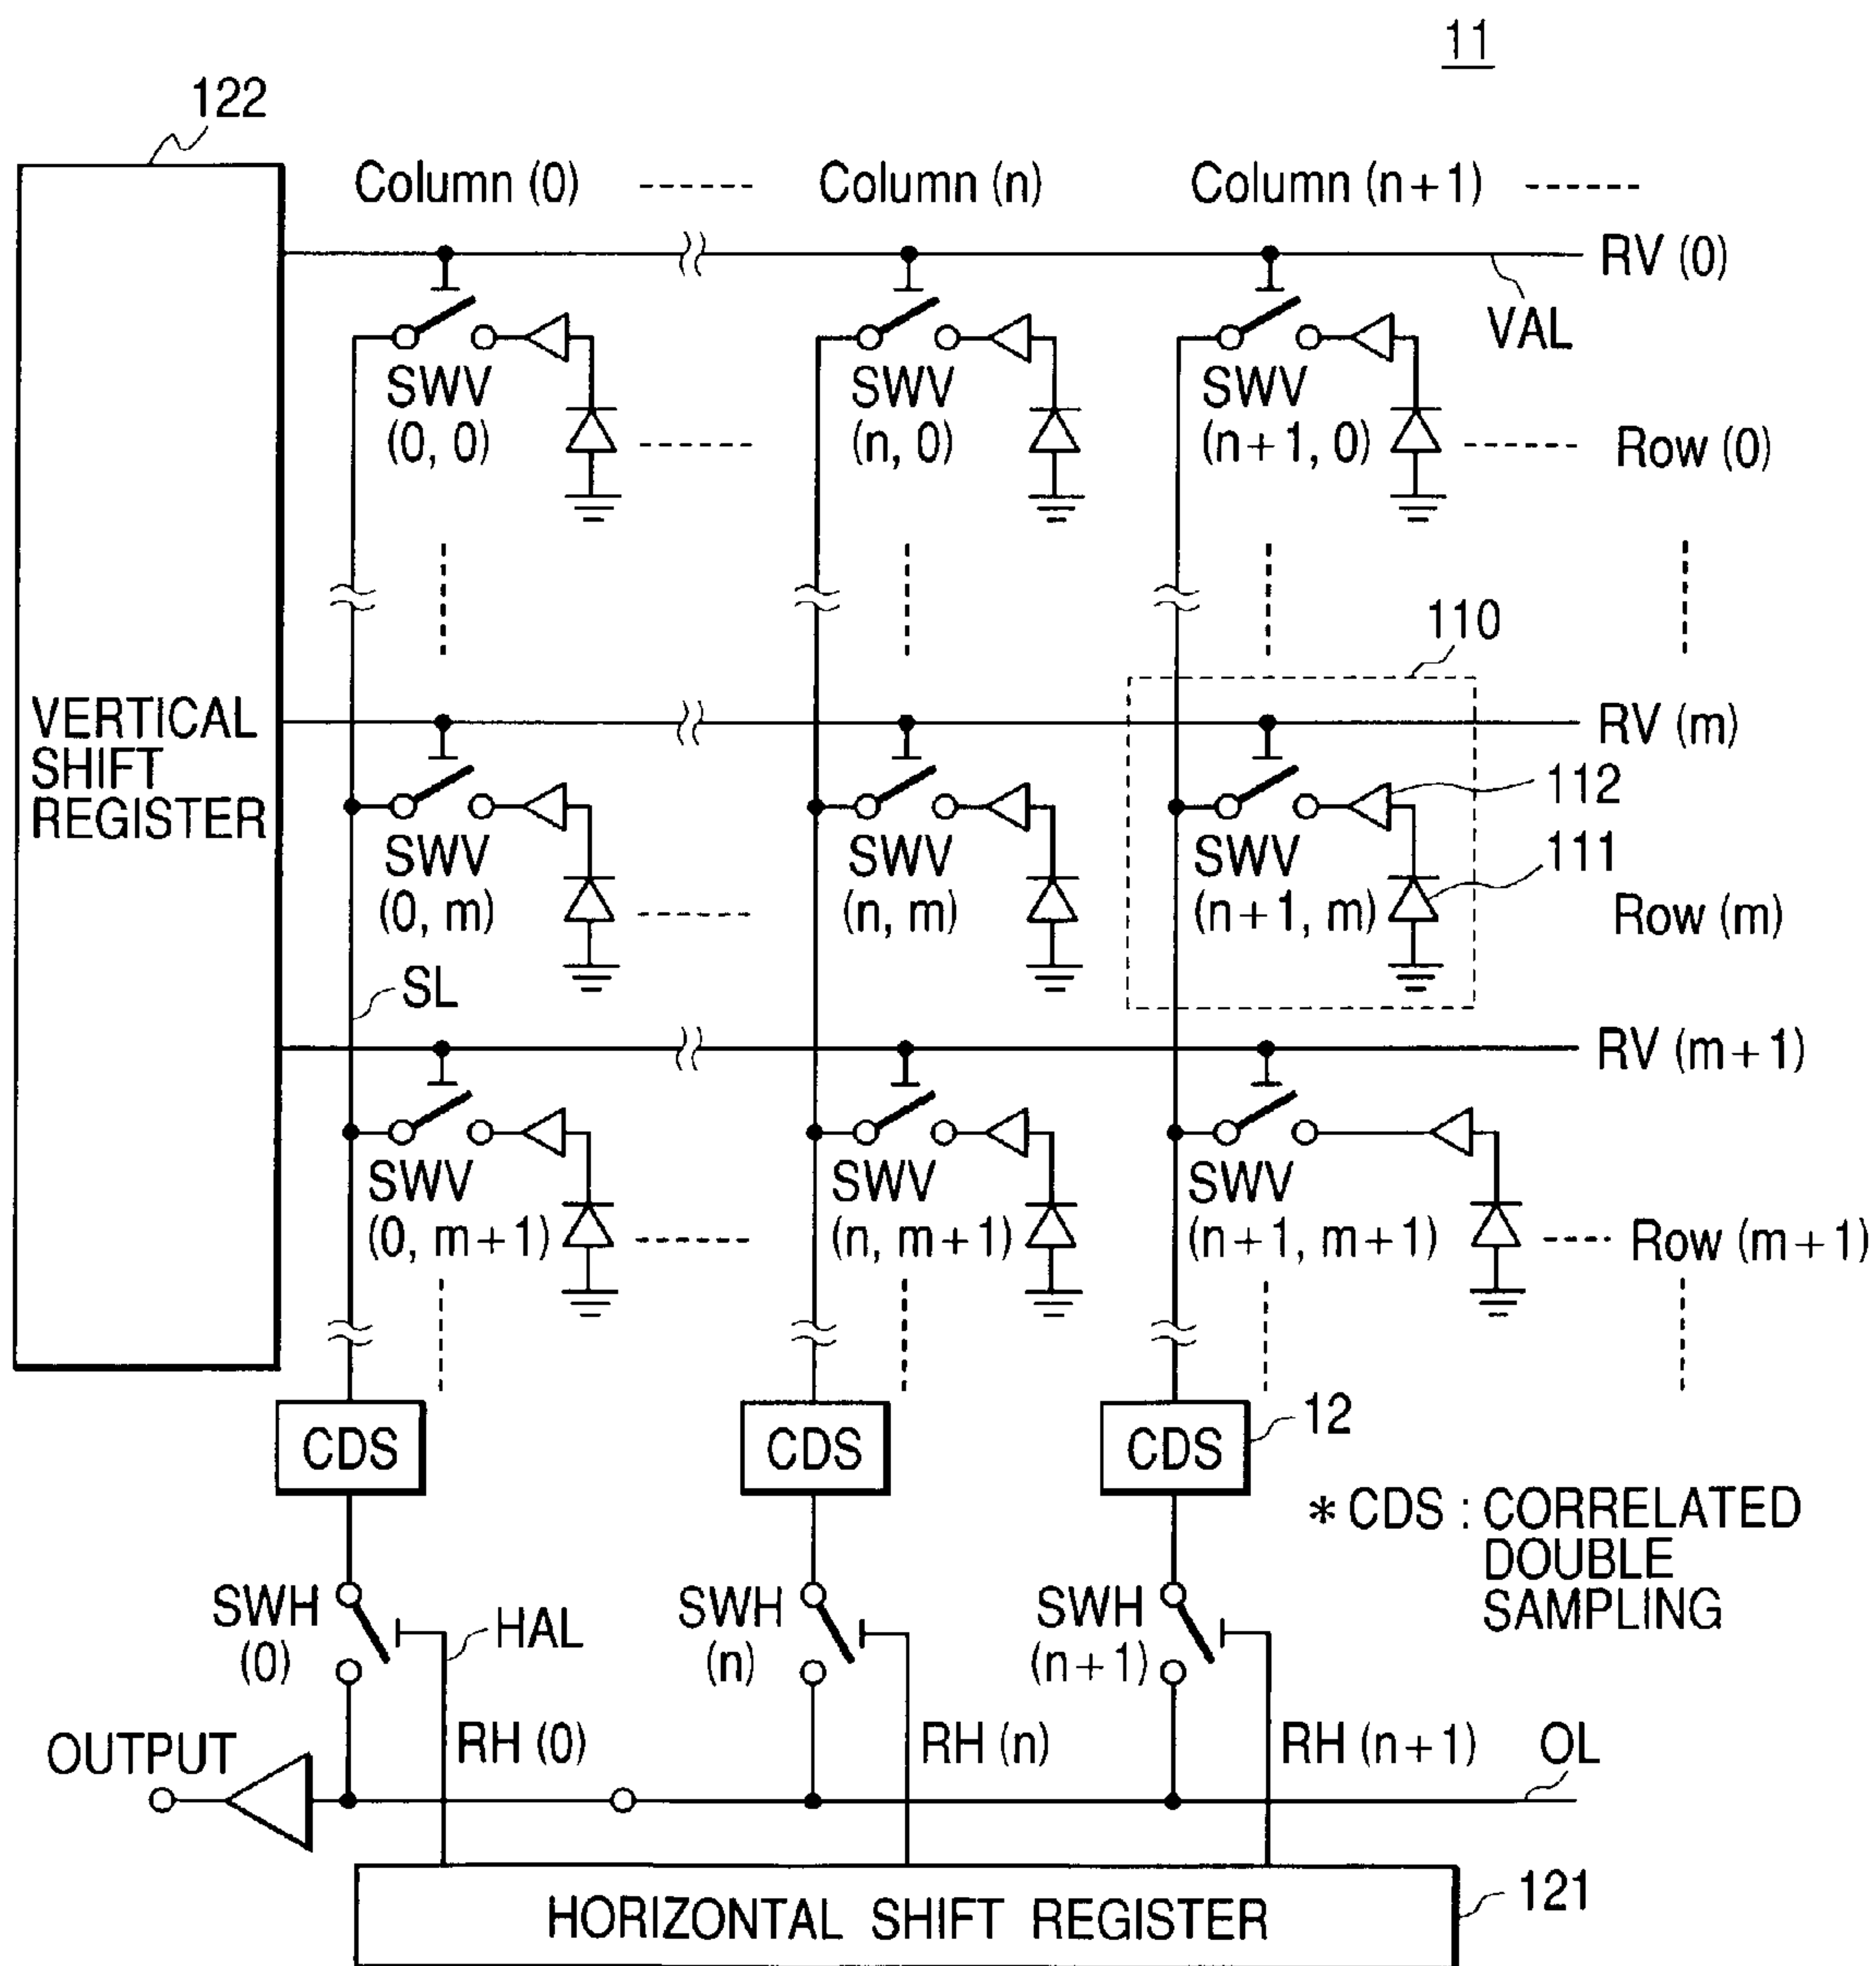 11
122
Column (0) ------ Column (n) Column (n+1) ------
RV (0)
VAL
SWV (0, 0)
SWV (n, 0)
SWV (n+1, 0)
Row (0)
110
VERTICAL
SHIFT
REGISTER
RV (m)
112
SWV (0, m)
SWV (n, m)
SWV (n+1, m)
111
Row (m)
SL
RV (m+1)
SWV (0, m+1)
SWV (n, m+1)
SWV (n+1, m+1)
Row (m+1)
CDS
CDS
CDS
12
* CDS : CORRELATED
DOUBLE
SAMPLING
SWH (0)
HAL
SWH (n)
SWH (n+1)
OUTPUT
RH (0)
RH (n)
RH (n+1)
OL
HORIZONTAL SHIFT REGISTER
121